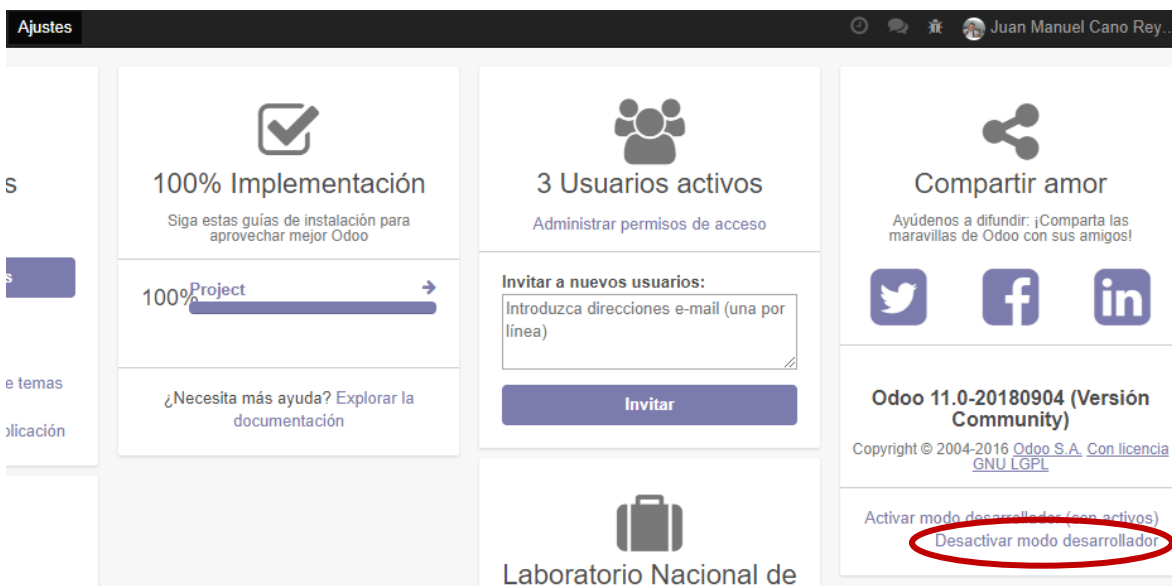 Ajustes
Juan Manuel Cano Rey...
s
s
e temas
plicación
100% Implementación
Siga estas guías de instalación para
aprovechar mejor Odoo
100%
Project
¿Necesita más ayuda? Explorar la
documentación
3 Usuarios activos
Administrar permisos de acceso
Invitar a nuevos usuarios:
Introduzca direcciones e-mail (una por
línea)
Invitar
Laboratorio Nacional de
Compartir amor
Ayúdenos a difundir: ¡Comparta las
maravillas de Odoo con sus amigos!
Odoo 11.0-20180904 (Versión
Community)
Copyright © 2004-2016 Odoo S.A. Con licencia
GNU LGPL
Activar modo desarrollador (con activos)
Desactivar modo desarrollador